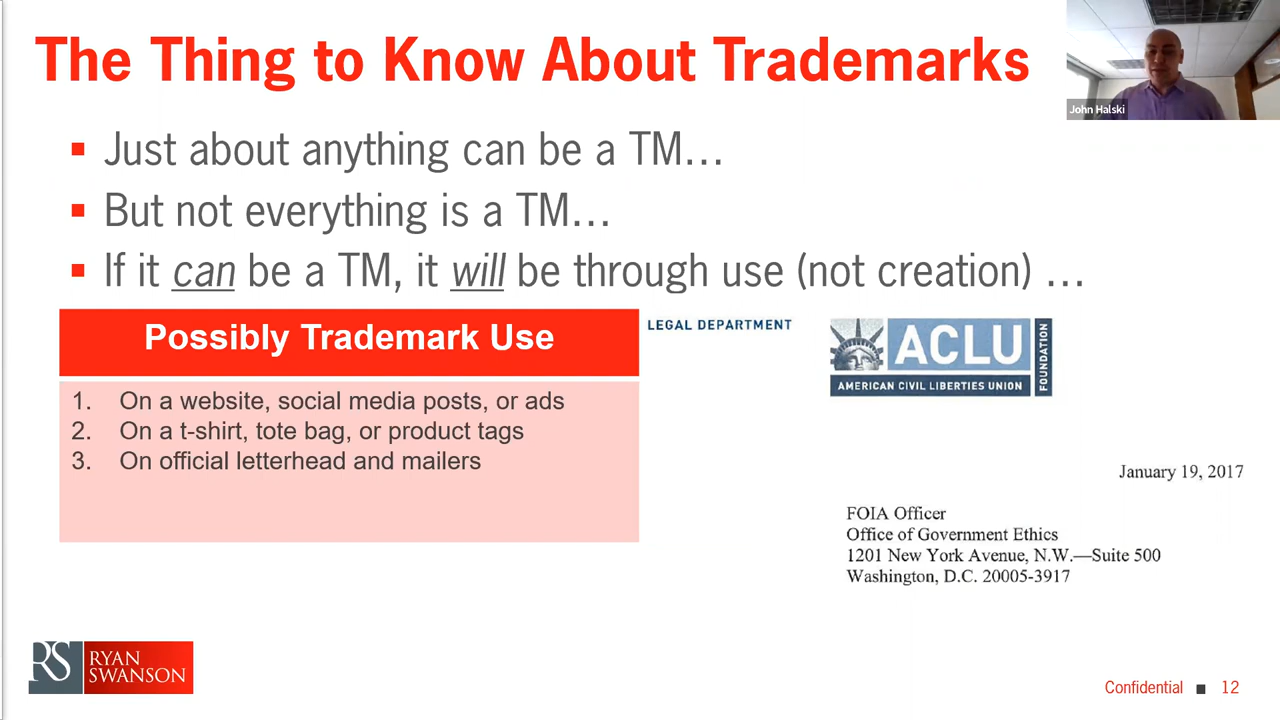 The Thing to Know About Trademarks
John Halski
▪ Just about anything can be a TM…
▪ But not everything is a TM…
▪ If it can be a TM, it will be through use (not creation) …
Possibly Trademark Use
1. On a website, social media posts, or ads
2. On a t-shirt, tote bag, or product tags
3. On official letterhead and mailers
LEGAL DEPARTMENT
ACLU
AMERICAN CIVIL LIBERTIES UNION
FOUNDATION
January 19, 2017
FOIA Officer
Office of Government Ethics
1201 New York Avenue, N.W.—Suite 500
Washington, D.C. 20005-3917
RS
RYAN
SWANSON
Confidential ■ 12